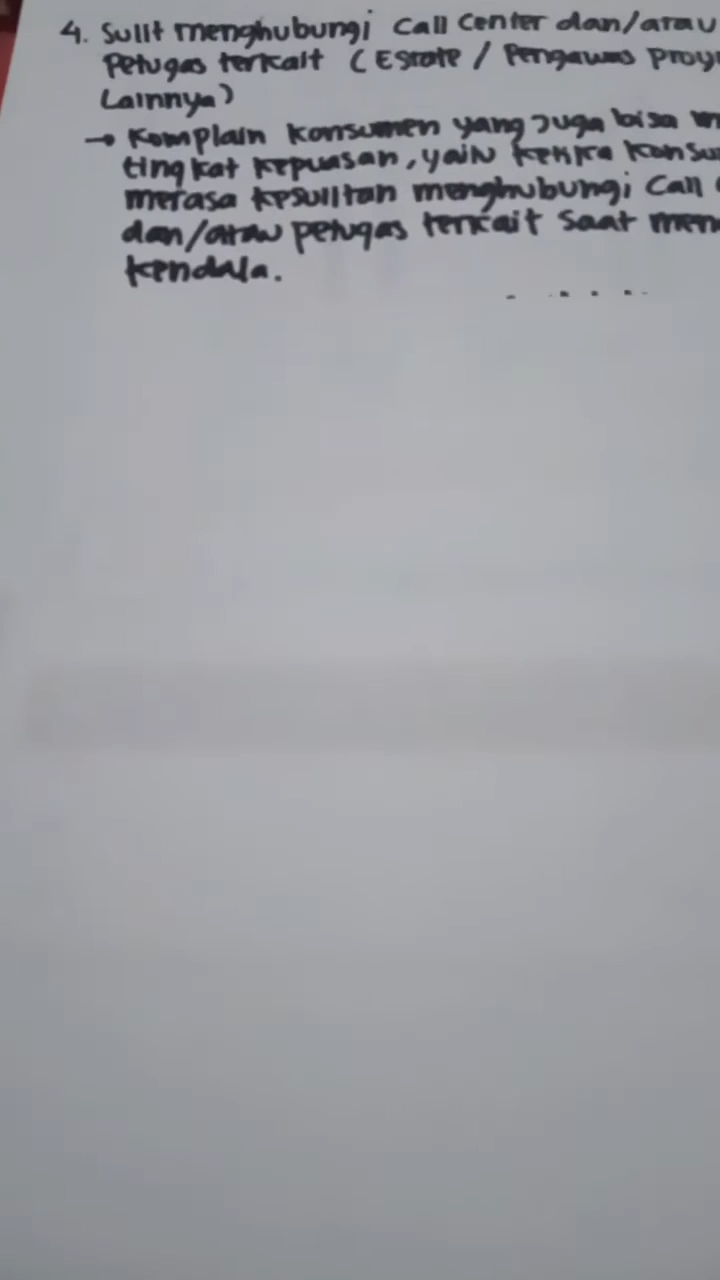 4. Sulit menghubungi Call Center dan/atau
Petugas terkait (Estate / Pengawas
Lainnya)
→ Komplain konsumen yang juga bisa
tingkat kepuasan, yaitu ketika
merasa kesulitan menghubungi Call
dan/atau petugas terkait saat
kendala.